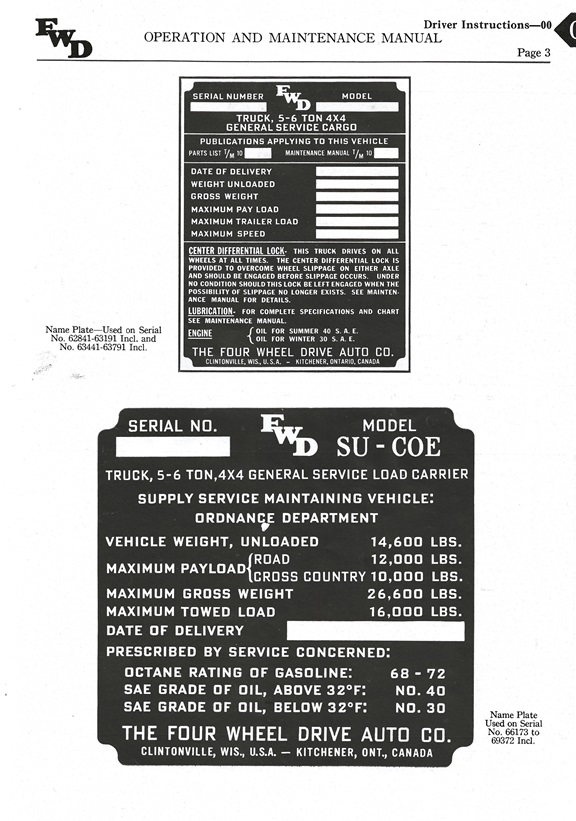 FWD
Driver Instructions—00
OPERATION AND MAINTENANCE MANUAL
Page 3
SERIAL NUMBER FWD MODEL
TRUCK, 5-6 TON 4X4
GENERAL SERVICE CARGO
PUBLICATIONS APPLYING TO THIS VEHICLE
PARTS LIST T/M 10 MAINTENANCE MANUAL T/M 10
DATE OF DELIVERY
WEIGHT UNLOADED
GROSS WEIGHT
MAXIMUM PAY LOAD
MAXIMUM TRAILER LOAD
MAXIMUM SPEED
CENTER DIFFERENTIAL LOCK- THIS TRUCK DRIVES ON ALL
WHEELS AT ALL TIMES. THE CENTER DIFFERENTIAL LOCK IS
PROVIDED TO OVERCOME WHEEL SLIPPAGE ON EITHER AXLE
AND SHOULD BE ENGAGED BEFORE SLIPPAGE OCCURS. UNDER
NO CONDITION SHOULD THIS LOCK BE LEFT ENGAGED WHEN THE
POSSIBILITY OF SLIPPAGE NO LONGER EXISTS. SEE MAINTEN-
ANCE MANUAL FOR DETAILS.
LUBRICATION- FOR COMPLETE SPECIFICATIONS AND CHART
SEE MAINTENANCE MANUAL.
ENGINE { OIL FOR SUMMER 40 S.A.E.
OIL FOR WINTER 30 S.A.E.
THE FOUR WHEEL DRIVE AUTO CO.
CLINTONVILLE, WIS., U.S.A. – KITCHENER, ONTARIO, CANADA
Name Plate—Used on Serial
No. 62841-63191 Incl. and
No. 63441-63791 Incl.
SERIAL NO. FWD MODEL
SU-COE
TRUCK, 5-6 TON,4X4 GENERAL SERVICE LOAD CARRIER
SUPPLY SERVICE MAINTAINING VEHICLE:
ORDNANCE DEPARTMENT
VEHICLE WEIGHT, UNLOADED 14,600 LBS.
MAXIMUM PAYLOAD { ROAD 12,000 LBS.
CROSS COUNTRY 10,000 LBS.
MAXIMUM GROSS WEIGHT 26,600 LBS.
MAXIMUM TOWED LOAD 16,000 LBS.
DATE OF DELIVERY
PRESCRIBED BY SERVICE CONCERNED:
OCTANE RATING OF GASOLINE: 68 - 72
SAE GRADE OF OIL, ABOVE 32°F: NO. 40
SAE GRADE OF OIL, BELOW 32°F: NO. 30
THE FOUR WHEEL DRIVE AUTO CO.
CLINTONVILLE, WIS., U.S.A. — KITCHENER, ONT., CANADA
Name Plate
Used on Serial
No. 66173 to
69372 Incl.